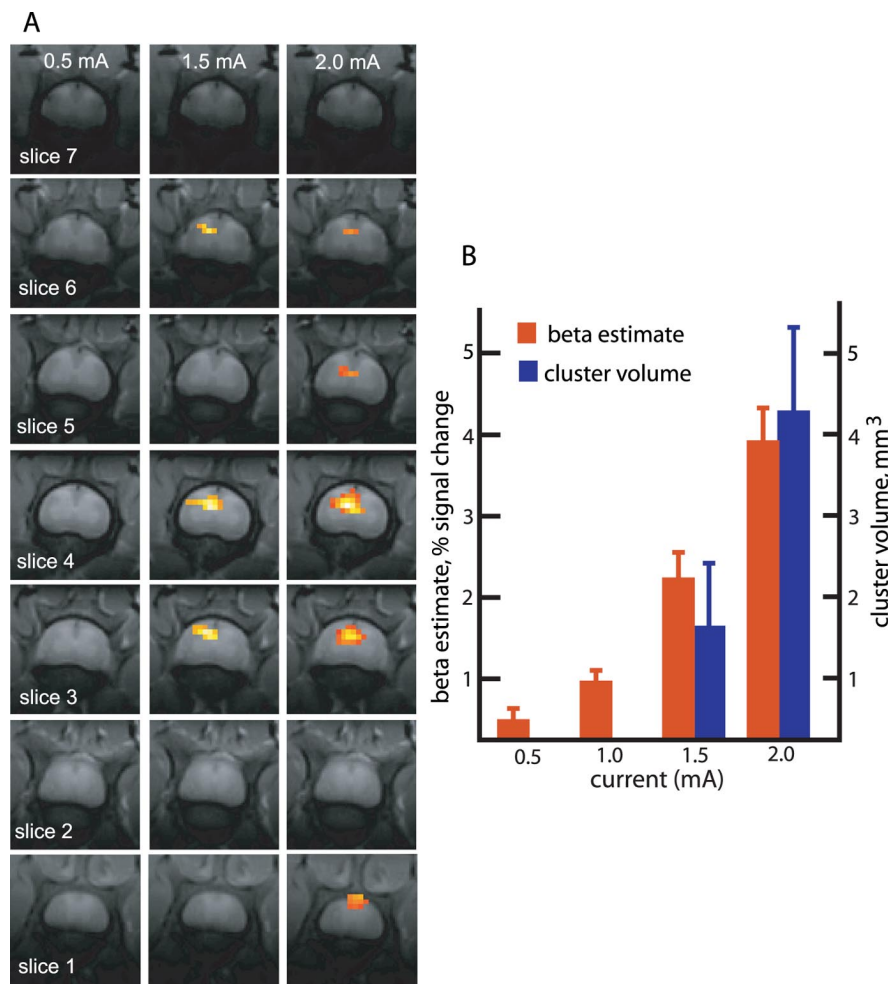 A
0.5 mA
1.5 mA
2.0 mA
slice 7
slice 6
slice 5
slice 4
slice 3
slice 2
slice 1
B
beta estimate
cluster volume
beta estimate, % signal change
5
4
3
2
1
5
4
3
2
1
cluster volume, mm³
0.5 1.0 1.5 2.0
current (mA)